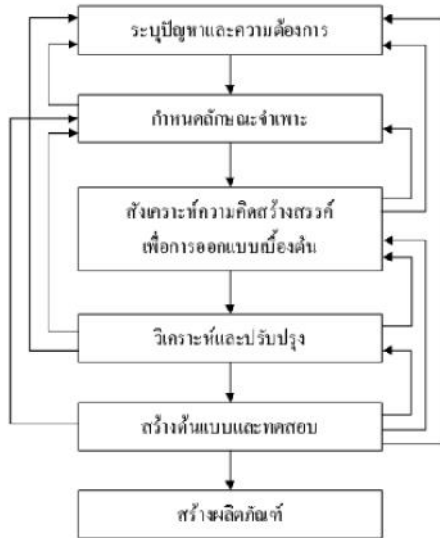 ระบุปัญหาและความต้องการ
กำหนดลักษณะจำเพาะ
สังเคราะห์ความคิดสร้างสรรค์
เพื่อการออกแบบเบื้องต้น
วิเคราะห์และปรับปรุง
สร้างต้นแบบและทดสอบ
สร้างผลิตภัณฑ์